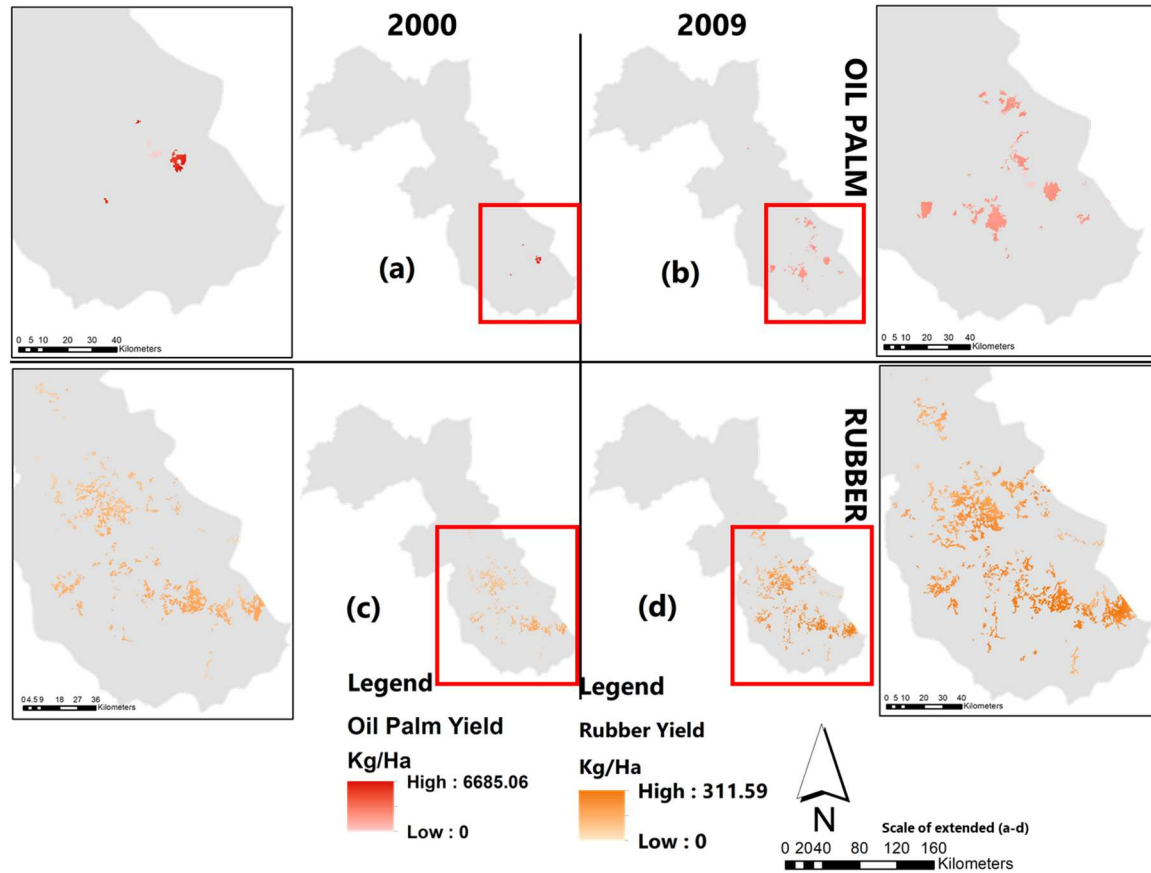 2000
2009
OIL PALM
(a)
(b)
0 5 10 20 30 40
Kilometers
0 5 10 20 30 40
Kilometers
RUBBER
(c)
(d)
0 4.5 9 18 27 36
Kilometers
0 5 10 20 30 40
Kilometers
Legend
Oil Palm Yield
Kg/Ha
High : 6685.06
Low : 0
Legend
Rubber Yield
Kg/Ha
High : 311.59
Low : 0
N
Scale of extended (a-d)
0 20 40 80 120 160
Kilometers